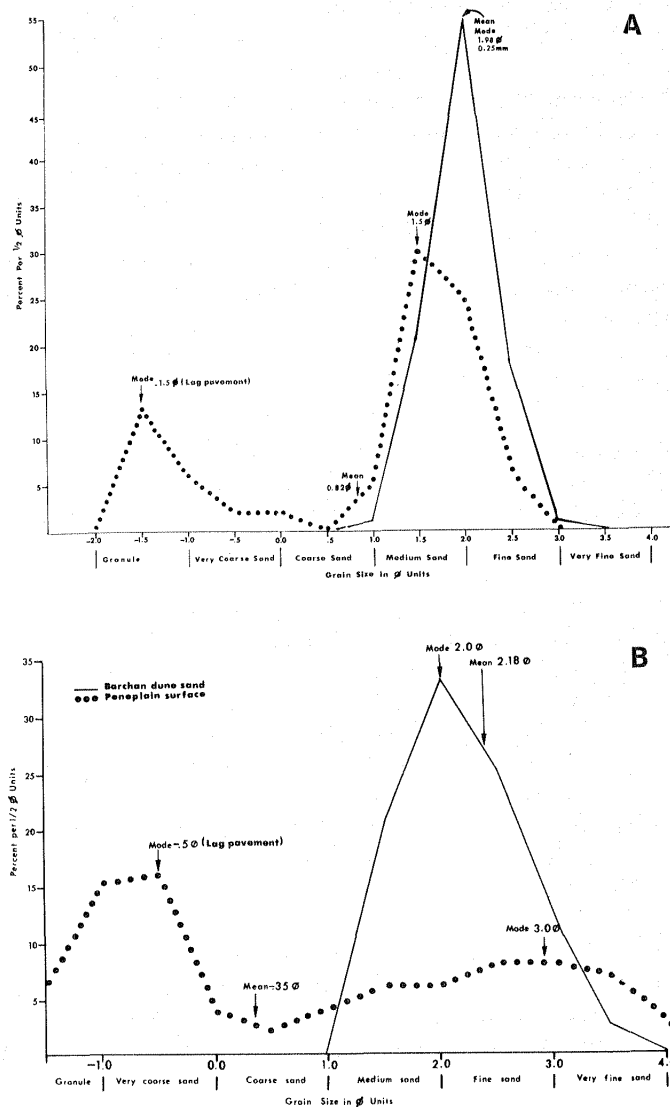 A
Mean
Mode
1.98 ø
0.25mm
55
50
45
40
35
30
25
20
15
10
5
Percent Per 1/2 ø Units
Mode
1.5ø
Mode -1.5 ø (Lag pavement)
Mean
0.82ø
-2.0 -1.5 -1.0 -.5 0.0 .5 1.0 1.5 2.0 2.5 3.0 3.5 4.0
Granule Very Coarse Sand Coarse Sand Medium Sand Fine Sand Very Fine Sand
Grain Size in ø Units
B
35
30
25
20
15
10
5
Percent per 1/2 ø Units
Barchan dune sand
Peneplain surface
Mode 2.0 ø
Mean 2.18 ø
Mode -.5 ø (Lag pavement)
Mode 3.0 ø
Mean-.35 ø
-1.0 0.0 1.0 2.0 3.0 4.0
Granule Very coarse sand Coarse sand Medium sand Fine sand Very fine sand
Grain Size in ø Units